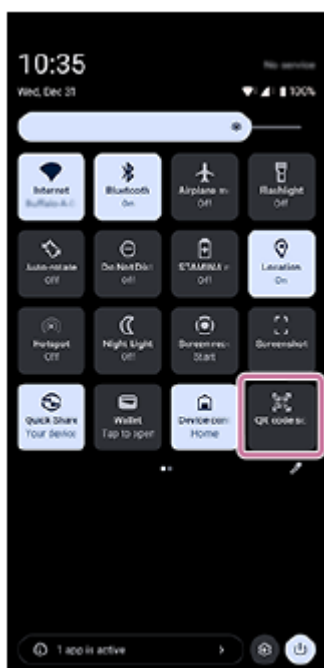 10:35
No service
Wed, Dec 31
100%
Internet
Buffalo-A-
Bluetooth
On
Airplane m
Off
Flashlight
Off
Auto-rotate
Off
Do Not Dist
Off
STAMINA
Off
Location
On
Hotspot
Off
Night Light
Off
Screen rec
Start
Screenshot
Quick Share
Your device
Wallet
Tap to open
Device con
Home
QR code sc
1 app is active